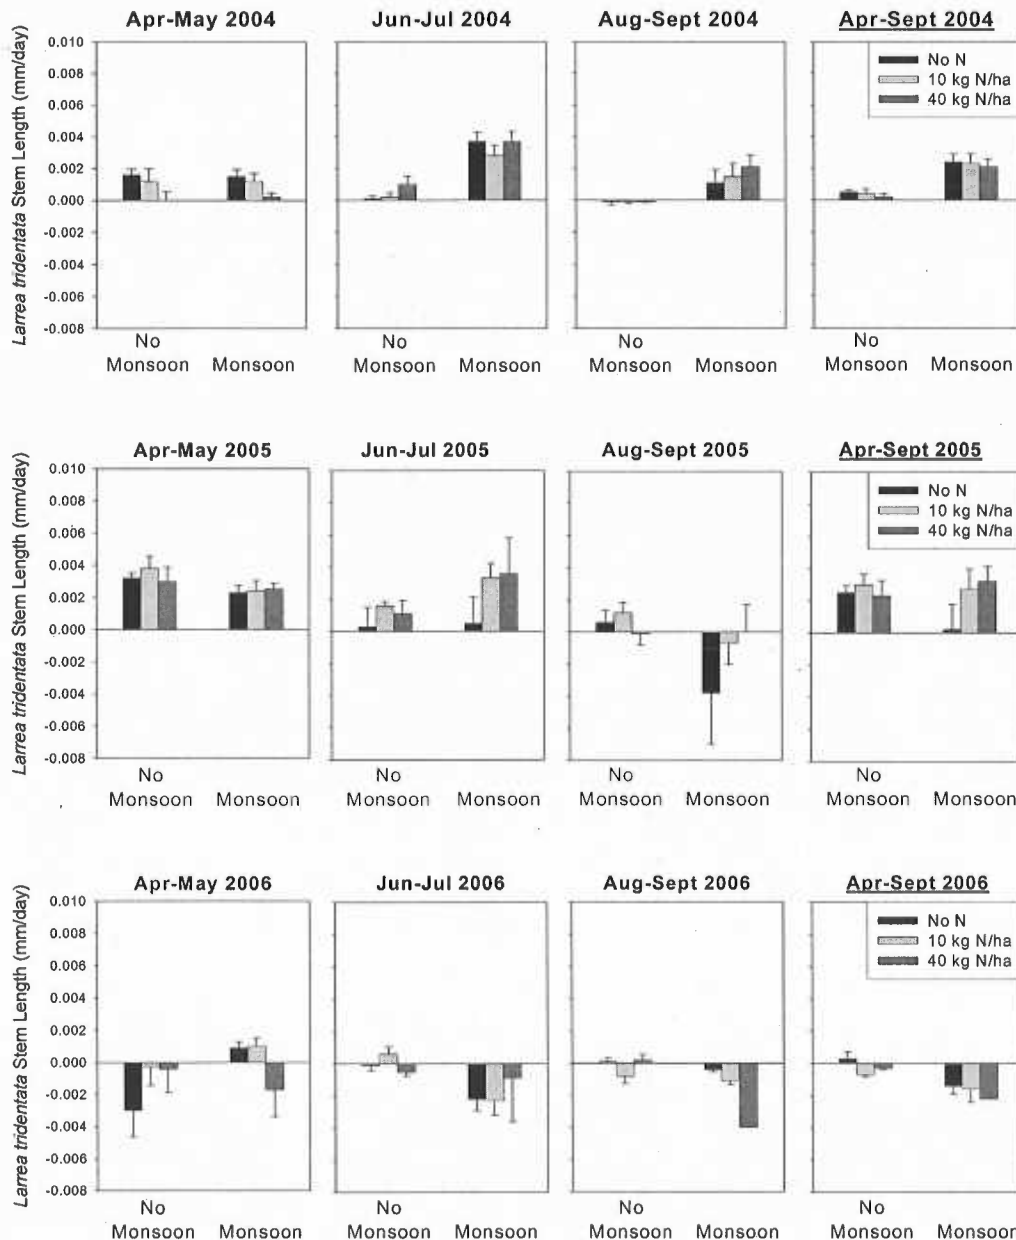 Apr-May 2004 Jun-Jul 2004 Aug-Sept 2004 Apr-Sept 2004
Larrea tridentata Stem Length (mm/day)
0.010
0.008
0.006
0.004
0.002
0.000
-0.002
-0.004
-0.006
-0.008
No N
10 kg N/ha
40 kg N/ha
No No No No
Monsoon Monsoon Monsoon Monsoon Monsoon Monsoon Monsoon Monsoon
Apr-May 2005 Jun-Jul 2005 Aug-Sept 2005 Apr-Sept 2005
Larrea tridentata Stem Length (mm/day)
0.010
0.008
0.006
0.004
0.002
0.000
-0.002
-0.004
-0.006
-0.008
No N
10 kg N/ha
40 kg N/ha
No No No No
Monsoon Monsoon Monsoon Monsoon Monsoon Monsoon Monsoon Monsoon
Apr-May 2006 Jun-Jul 2006 Aug-Sept 2006 Apr-Sept 2006
Larrea tridentata Stem Length (mm/day)
0.010
0.008
0.006
0.004
0.002
0.000
-0.002
-0.004
-0.006
-0.008
No N
10 kg N/ha
40 kg N/ha
No No No No
Monsoon Monsoon Monsoon Monsoon Monsoon Monsoon Monsoon Monsoon